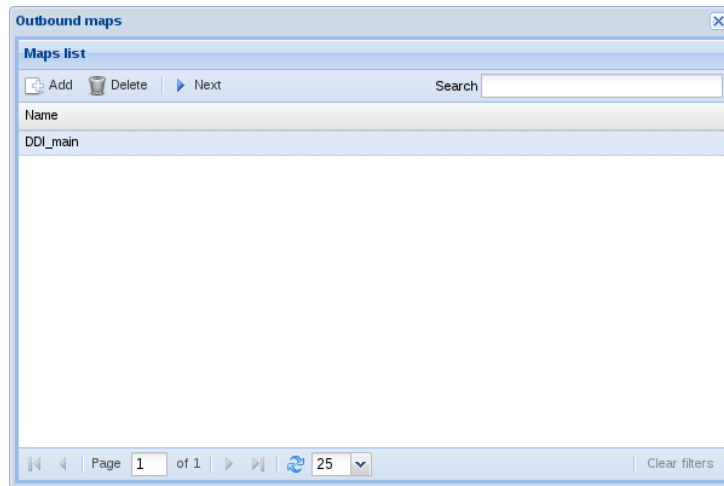 Outbound maps
Maps list
Add Delete Next Search
Name
DDI_main
Page 1 of 1 25 Clear filters